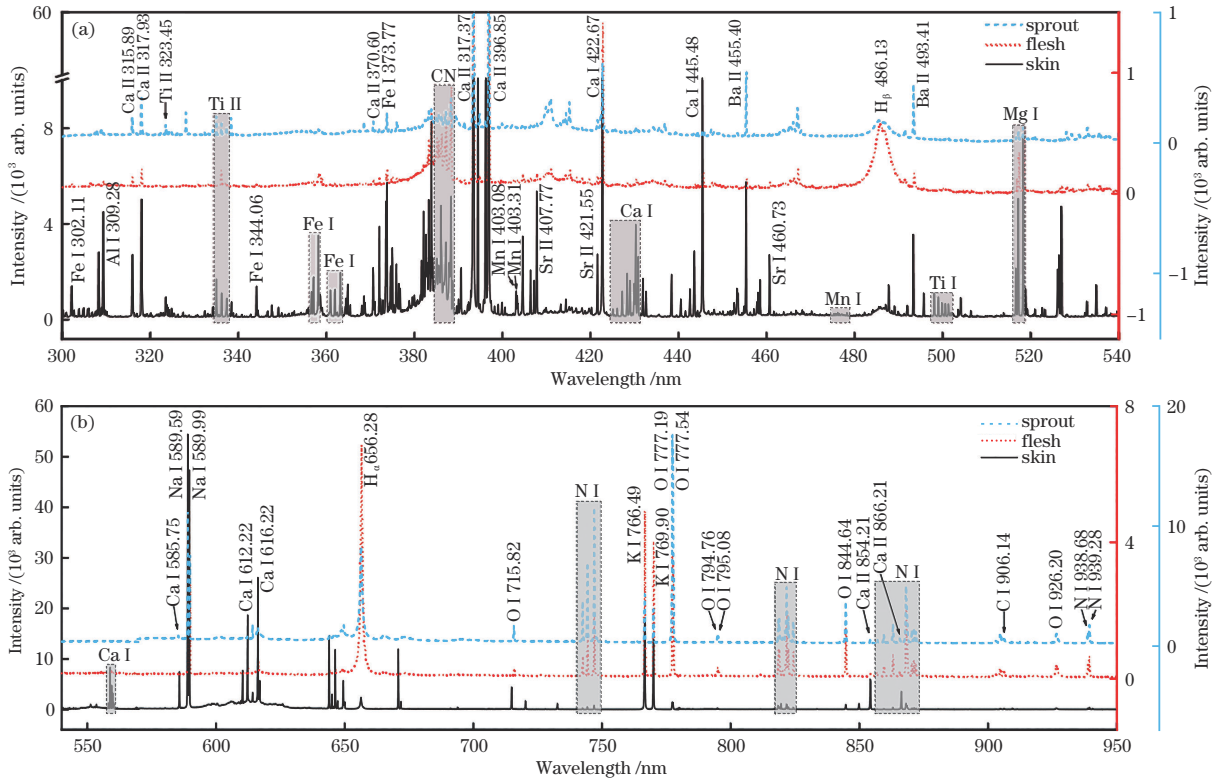 (a)
sprout
flesh
skin
60
8
4
0
1
0
−1
1
0
−1
Intensity /(10³ arb. units)
Intensity /(10³ arb. units)
Ca II 315.89
Ca II 317.93
Ti II 323.45
Ti II
Ca II 370.60
Fe I 373.77
CN
Ca II 317.37
Ca II 396.85
Ca I 422.67
Ca I 445.48
Ba II 455.40
Hβ 486.13
Ba II 493.41
Mg I
Fe I 302.11
Al I 309.28
Fe I 344.06
Fe I
Fe I
Mn I 403.08
Mn I 403.31
Sr II 407.77
Sr II 421.55
Ca I
Sr I 460.73
Mn I
Ti I
300 320 340 360 380 400 420 440 460 480 500 520 540
Wavelength /nm
(b)
sprout
flesh
skin
60
50
40
30
20
10
0
8
4
0
20
10
0
Intensity /(10³ arb. units)
Intensity /(10³ arb. units)
Ca I
Ca I 585.75
Na I 589.59
Na I 589.99
Ca I 612.22
Ca I 616.22
Hα 656.28
O I 715.82
N I
K I 766.49
K I 769.90
O I 777.19
O I 777.54
O I 794.76
O I 795.08
N I
O I 844.64
Ca II 854.21
Ca II 866.21
N I
C I 906.14
O I 926.20
N I 938.68
N I 939.28
550 600 650 700 750 800 850 900 950
Wavelength /nm